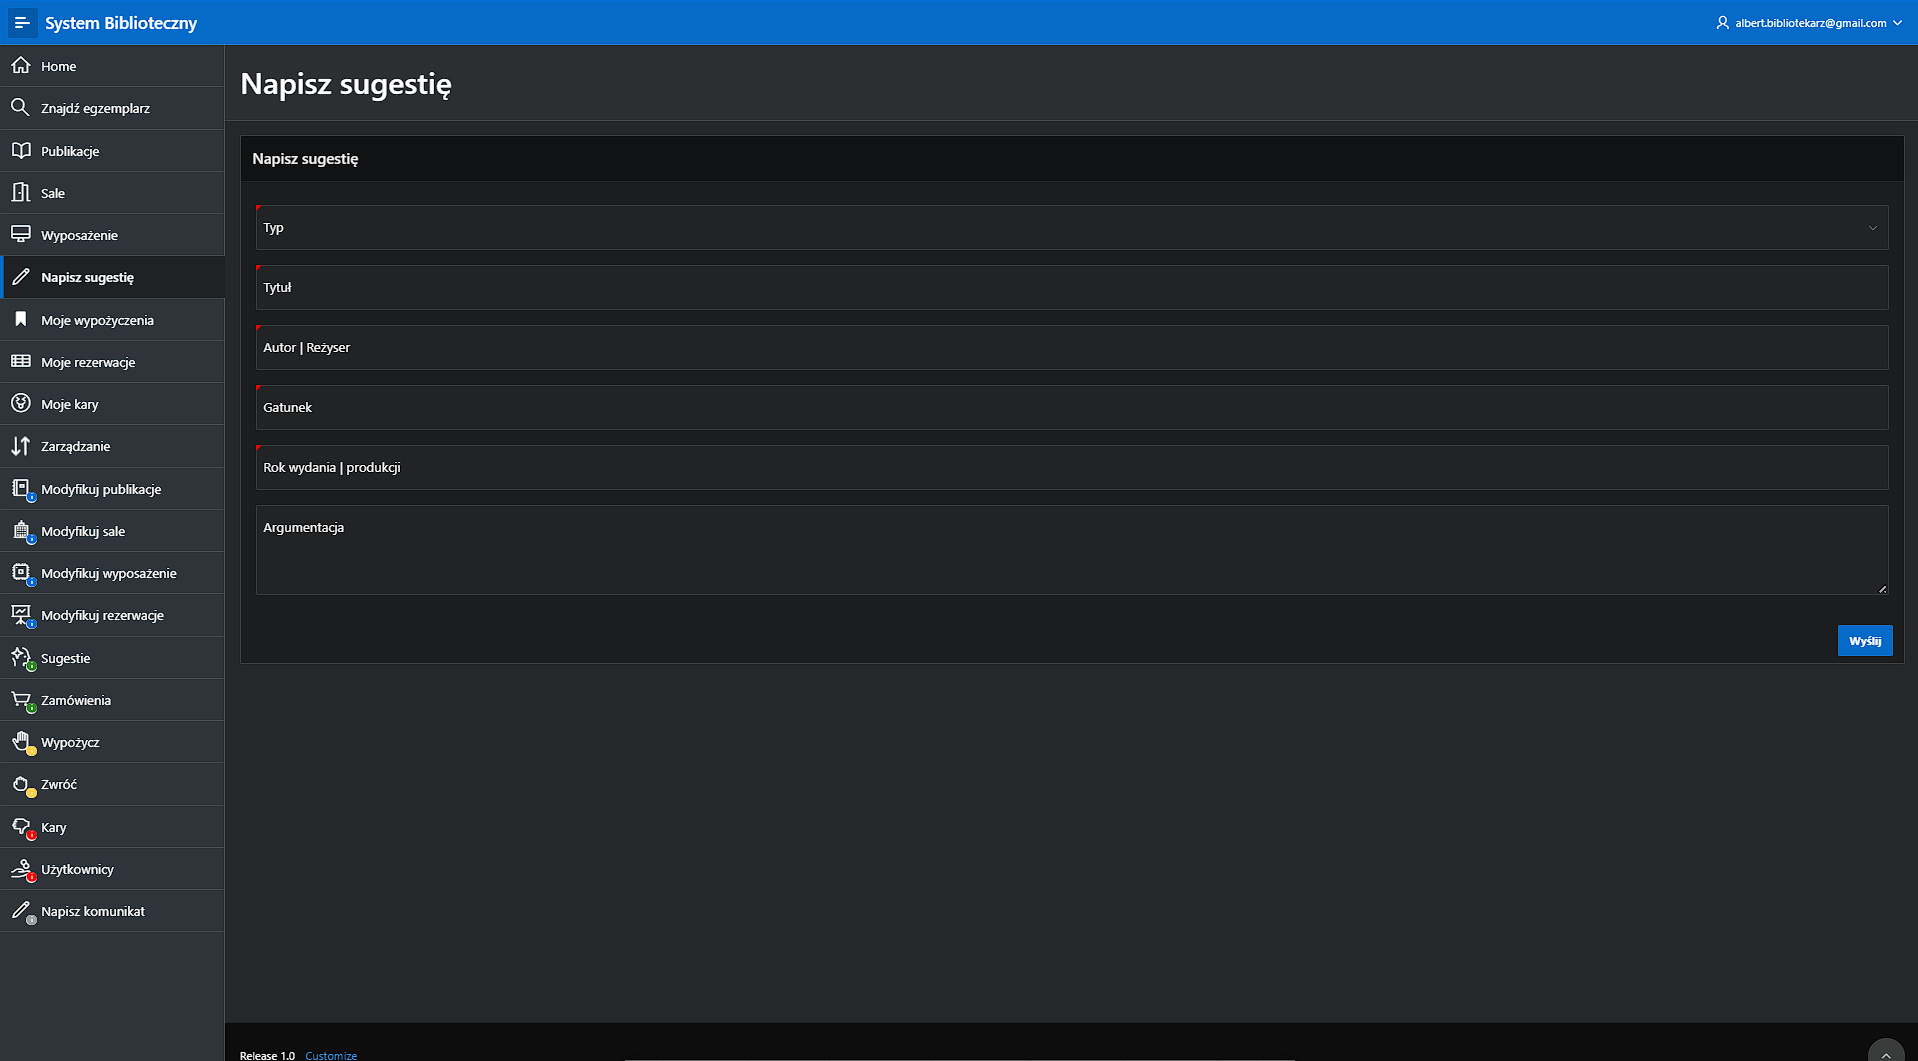 System Biblioteczny
albert.bibliotekarz@gmail.com
Home
Znajdź egzemplarz
Publikacje
Sale
Wyposażenie
Napisz sugestię
Moje wypożyczenia
Moje rezerwacje
Moje kary
Zarządzanie
Modyfikuj publikacje
Modyfikuj sale
Modyfikuj wyposażenie
Modyfikuj rezerwacje
Sugestie
Zamówienia
Wypożycz
Zwróć
Kary
Użytkownicy
Napisz komunikat
Napisz sugestię
Napisz sugestię
Typ
Tytuł
Autor | Reżyser
Gatunek
Rok wydania | produkcji
Argumentacja
Wyślij
Release 1.0 Customize